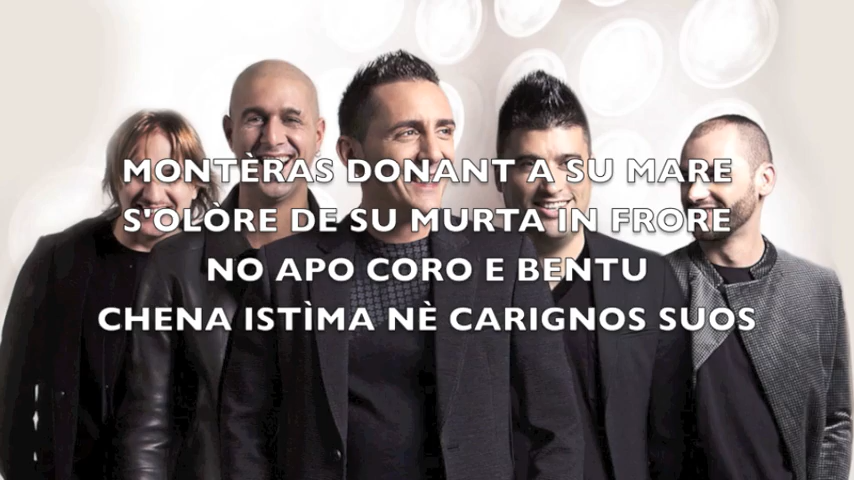 MONTÈRAS DONANT A SU MARE
S'OLÒRE DE SU MURTA IN FRORE
NO APO CORO E BENTU
CHENA ISTÌMA NÈ CARIGNOS SUOS